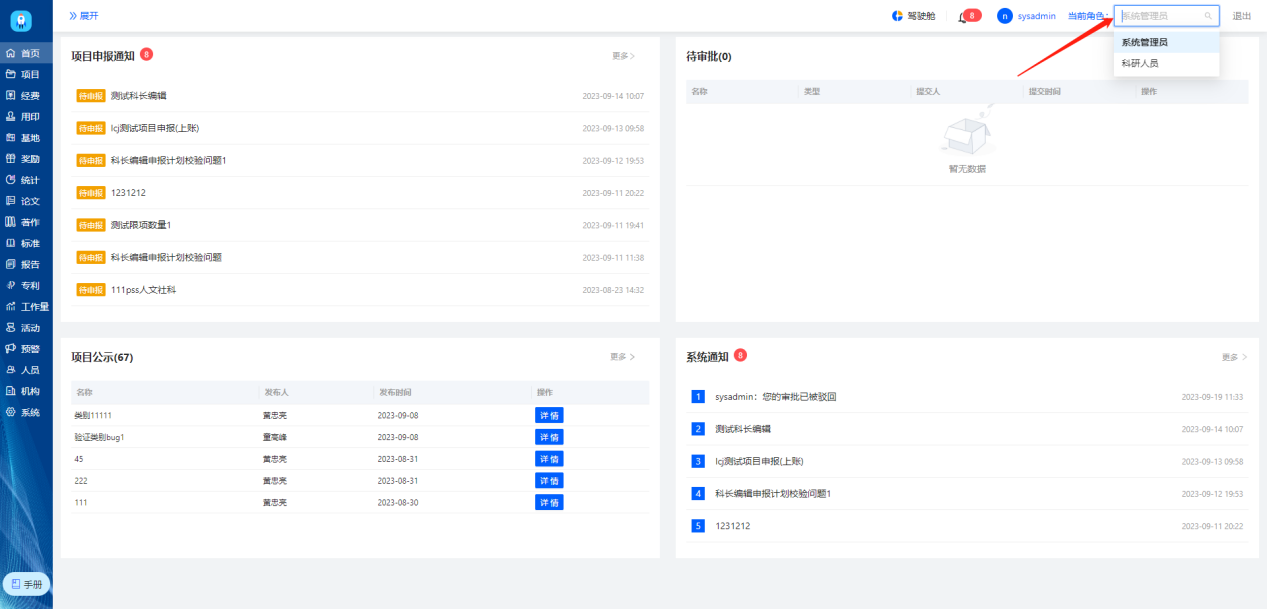 展开
驾驶舱
8
n
sysadmin
当前角色:
系统管理员
退出
系统管理员
科研人员
首页
项目
经费
用印
基地
奖励
统计
论文
著作
标准
报告
专利
工作量
活动
预警
人员
机构
系统
手册
项目申报通知 8 更多
待申报 测试科长编辑 2023-09-14 10:07
待申报 lcj测试项目申报(上账) 2023-09-13 09:58
待申报 科长编辑申报计划校验问题1 2023-09-12 19:53
待申报 1231212 2023-09-11 20:22
待申报 测试限项数量1 2023-09-11 19:41
待申报 科长编辑申报计划校验问题 2023-09-11 11:38
待申报 111pss人文社科 2023-08-23 14:32
待审批(0)
名称 类型 提交人 提交时间 操作
暂无数据
项目公示(67) 更多
名称 发布人 发布时间 操作
类别11111 黄忠亮 2023-09-08 详 情
验证类别bug1 董高峰 2023-09-08 详 情
45 黄忠亮 2023-08-31 详 情
222 黄忠亮 2023-08-31 详 情
111 黄忠亮 2023-08-30 详 情
系统通知 8 更多
1 sysadmin：您的审批已被驳回 2023-09-19 11:33
2 测试科长编辑 2023-09-14 10:07
3 lcj测试项目申报(上账) 2023-09-13 09:58
4 科长编辑申报计划校验问题1 2023-09-12 19:53
5 1231212 2023-09-11 20:22